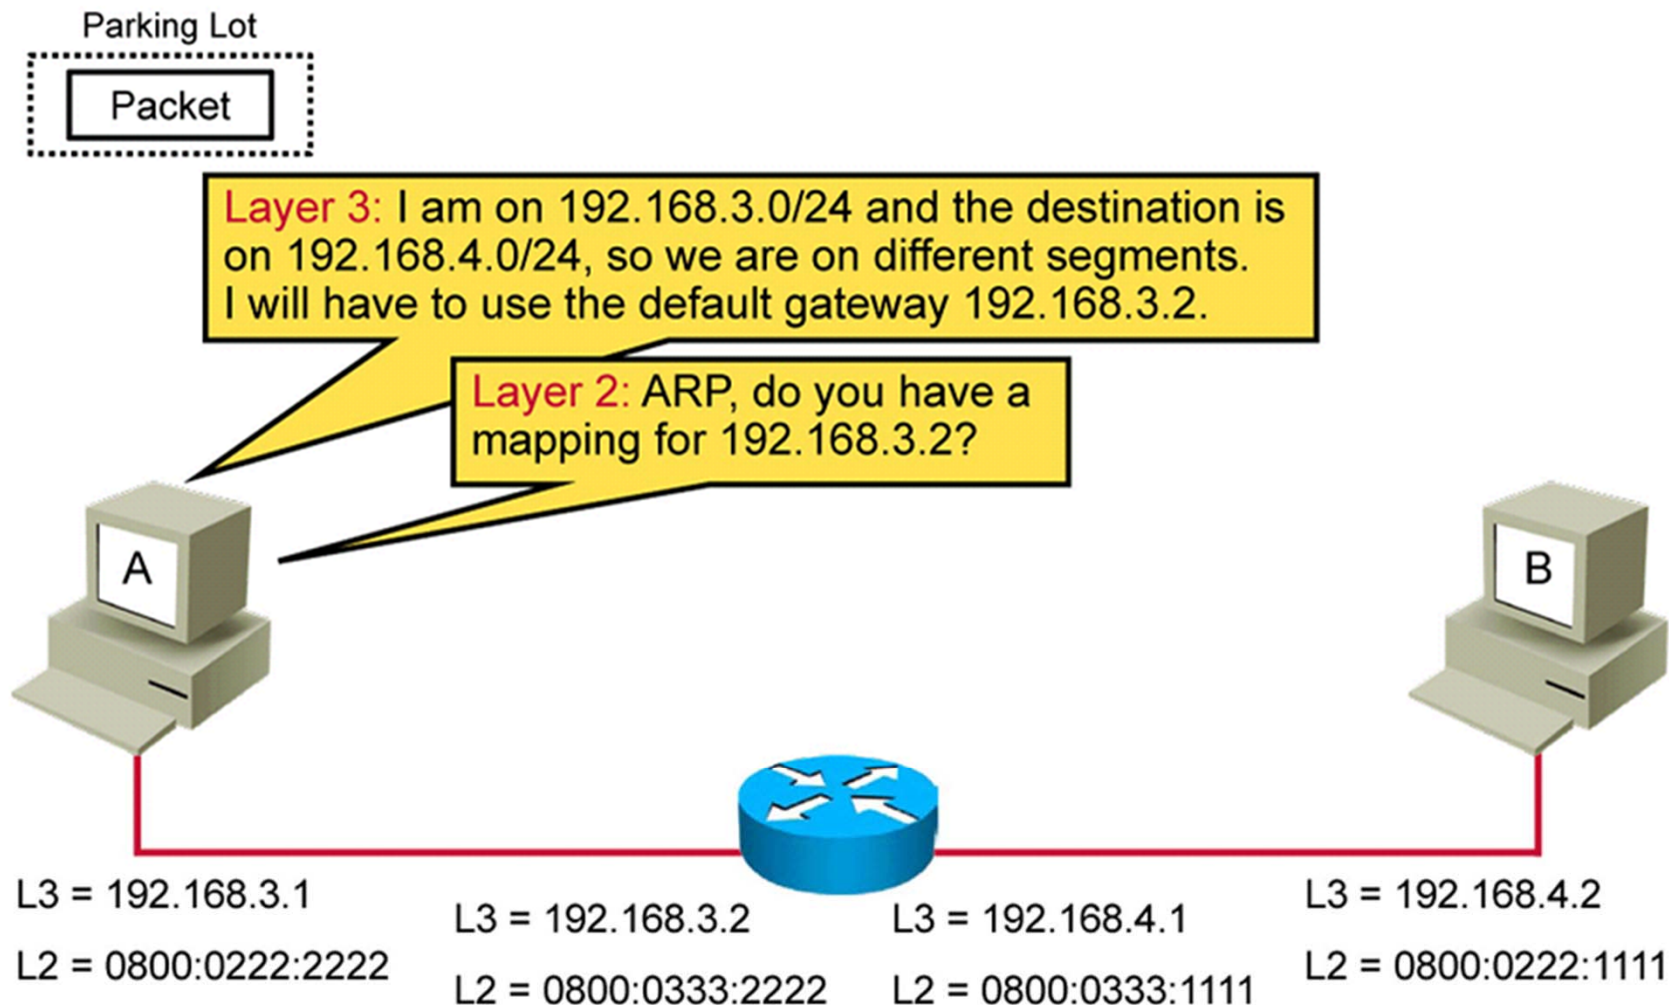 Parking Lot
Packet
Layer 3: I am on 192.168.3.0/24 and the destination is
on 192.168.4.0/24, so we are on different segments.
I will have to use the default gateway 192.168.3.2.
Layer 2: ARP, do you have a
mapping for 192.168.3.2?
A
B
L3 = 192.168.3.1
L2 = 0800:0222:2222
L3 = 192.168.3.2
L2 = 0800:0333:2222
L3 = 192.168.4.1
L2 = 0800:0333:1111
L3 = 192.168.4.2
L2 = 0800:0222:1111